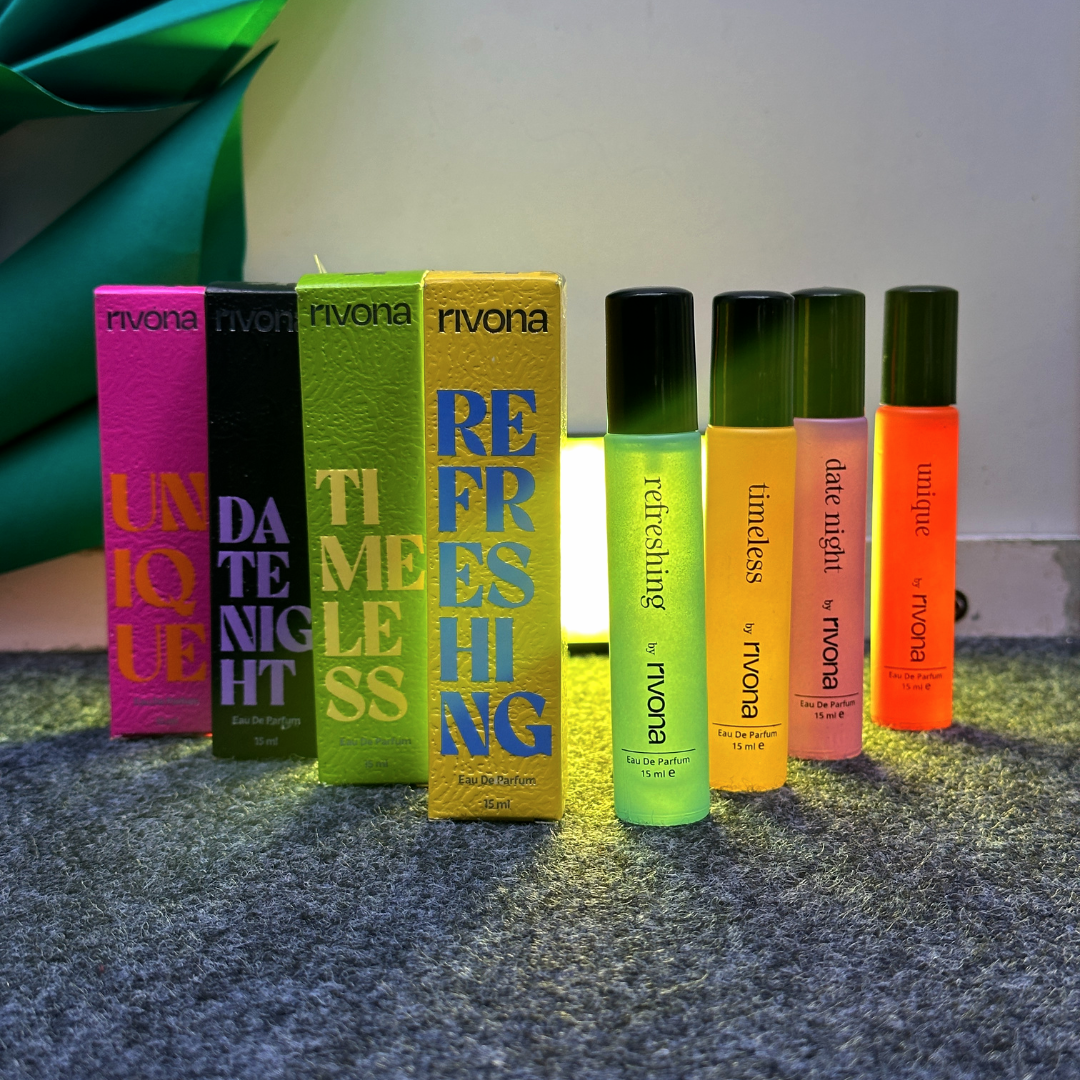 rivona
UN
IQ
UE
rivona
DA
TE
NIG
HT
Eau De Parfum
15 ml
rivona
TI
ME
LE
SS
Eau De Parfum
15 ml
rivona
RE
FR
ES
HI
NG
Eau De Parfum
15 ml
refreshing
by rivona
Eau De Parfum
15 ml e
timeless
by rivona
Eau De Parfum
15 ml e
date night
by rivona
Eau De Parfum
15 ml e
unique
by rivona
Eau De Parfum
15 ml e